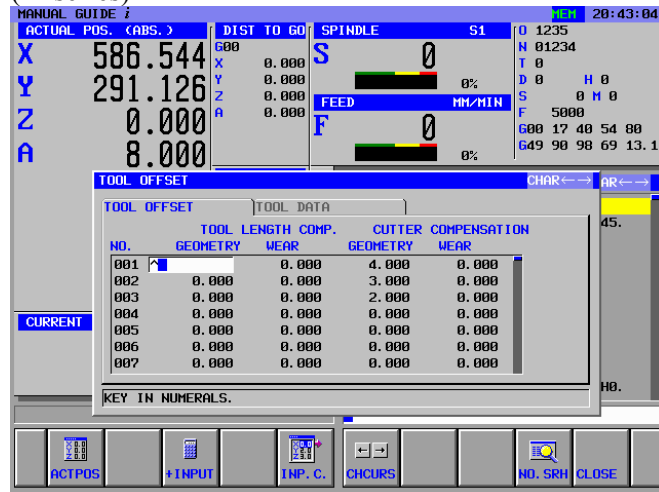 MANUAL GUIDE i MEM 20:43:04
ACTUAL POS. (ABS.) DIST TO GO SPINDLE S1 O 1235
X 586.544 G00 S 0 N 01234
X 0.000 T 0
Y 291.126 Y 0.000 0% D 0 H 0
Z 0.000 FEED MM/MIN S 0 M 0
Z 0.000 A 0.000 F 0 F 5000
G00 17 40 54 80
A 8.000 0% G49 90 98 69 13.1
TOOL OFFSET CHAR←→ AR←→
TOOL OFFSET TOOL DATA
45.
TOOL LENGTH COMP. CUTTER COMPENSATION
NO. GEOMETRY WEAR GEOMETRY WEAR
001 0.000 4.000 0.000
002 0.000 0.000 3.000 0.000
003 0.000 0.000 2.000 0.000
004 0.000 0.000 0.000 0.000
CURRENT 005 0.000 0.000 0.000 0.000
006 0.000 0.000 0.000 0.000
007 0.000 0.000 0.000 0.000
H0.
KEY IN NUMERALS.
ACTPOS +INPUT INP.C. CHCURS NO.SRH CLOSE